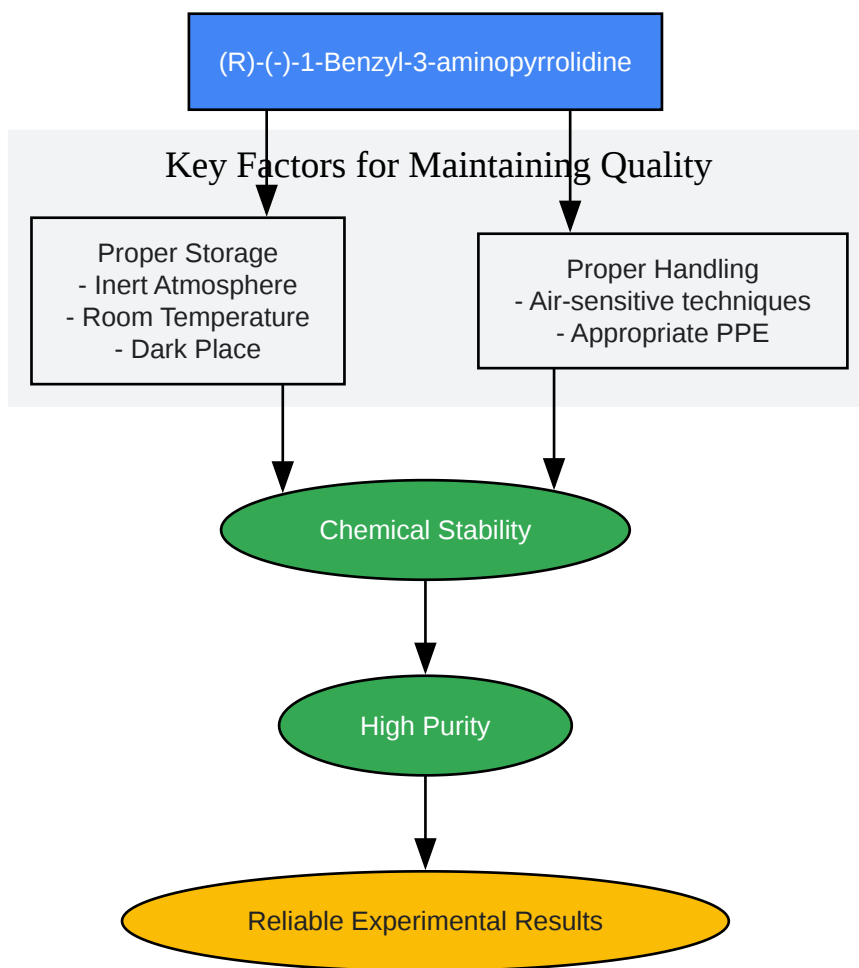 (R)-(-)-1-Benzyl-3-aminopyrrolidine
Key Factors for Maintaining Quality
Proper Storage
- Inert Atmosphere
- Room Temperature
- Dark Place
Proper Handling
- Air-sensitive techniques
- Appropriate PPE
Chemical Stability
High Purity
Reliable Experimental Results